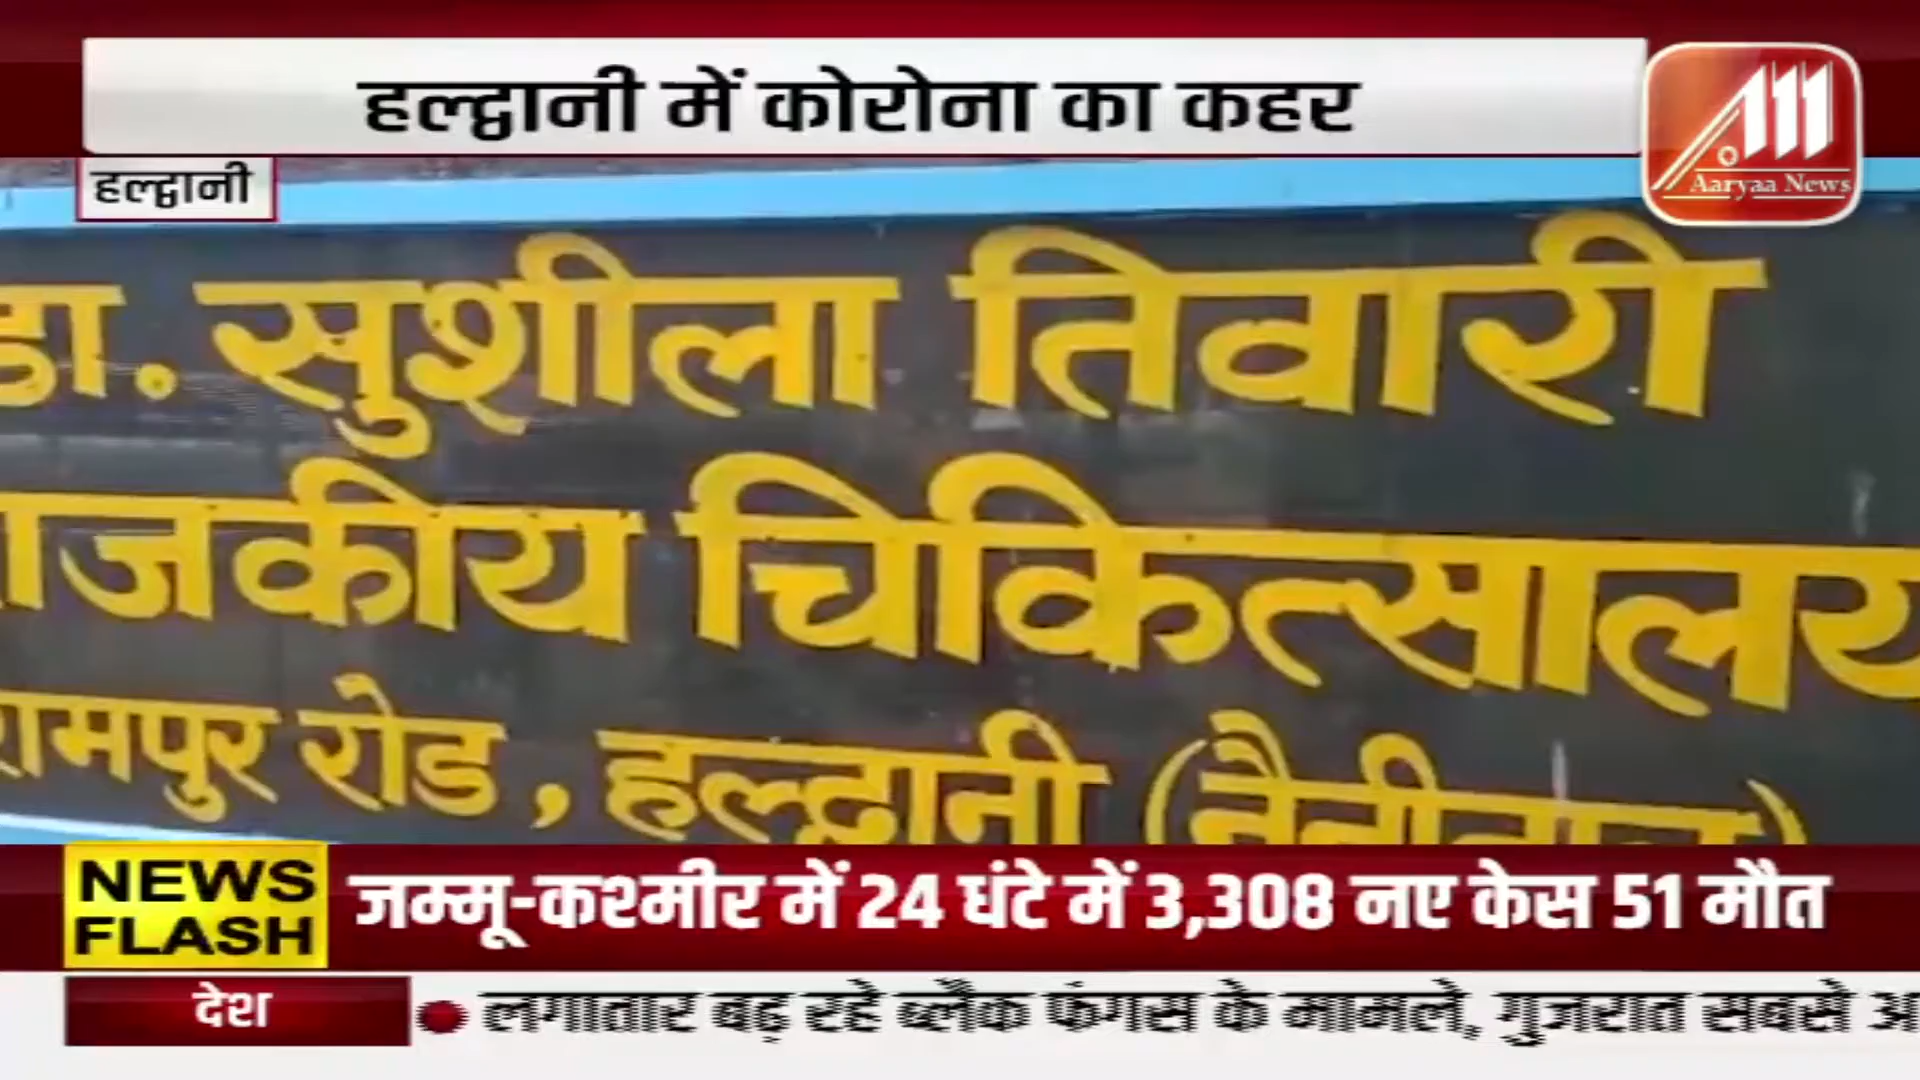 हल्द्वानी में कोरोना का कहर
Aaryaa News
हल्द्वानी
डा. सुशीला तिवारी
राजकीय चिकित्सालय
रामपुर रोड, हल्द्वानी (नैनीताल)
NEWS
FLASH
जम्मू-कश्मीर में 24 घंटे में 3,308 नए केस 51 मौत
देश
लगातार बढ़ रहे ब्लैक फंगस के मामले, गुजरात सबसे